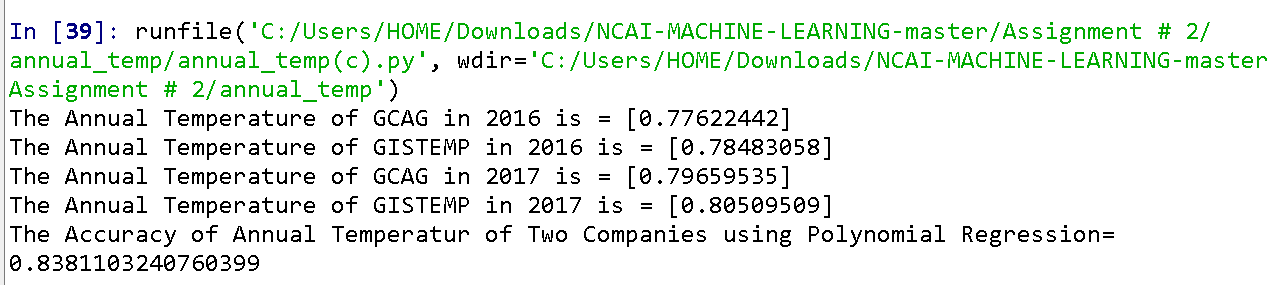 In [39]: runfile('C:/Users/HOME/Downloads/NCAI-MACHINE-LEARNING-master/Assignment # 2/
annual_temp/annual_temp(c).py', wdir='C:/Users/HOME/Downloads/NCAI-MACHINE-LEARNING-master
Assignment # 2/annual_temp')
The Annual Temperature of GCAG in 2016 is = [0.77622442]
The Annual Temperature of GISTEMP in 2016 is = [0.78483058]
The Annual Temperature of GCAG in 2017 is = [0.79659535]
The Annual Temperature of GISTEMP in 2017 is = [0.80509509]
The Accuracy of Annual Temperatur of Two Companies using Polynomial Regression=
0.8381103240760399